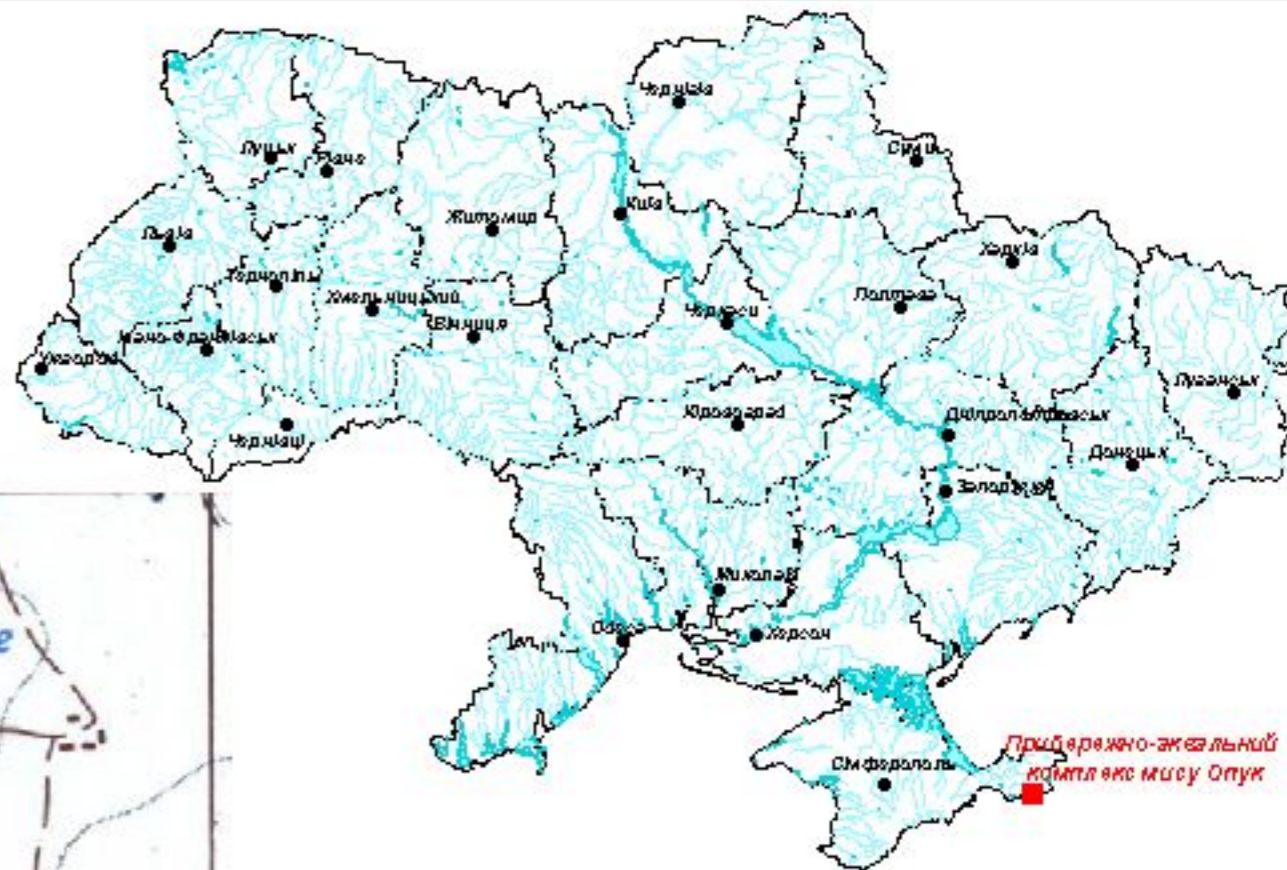 Чернігів
Суми
Луцьк
Рівне
Київ
Житомир
Львів
Харків
Тернопіль
Хмельницький
Полтава
Черкаси
Вінниця
Івано-Франківськ
Ужгород
Луганськ
Кіровоград
Дніпропетровськ
Чернівці
Донецьк
Запоріжжя
Миколаїв
Одеса
Херсон
е
Сімферополь
Прибережно-аквальний
комплекс мису Опук